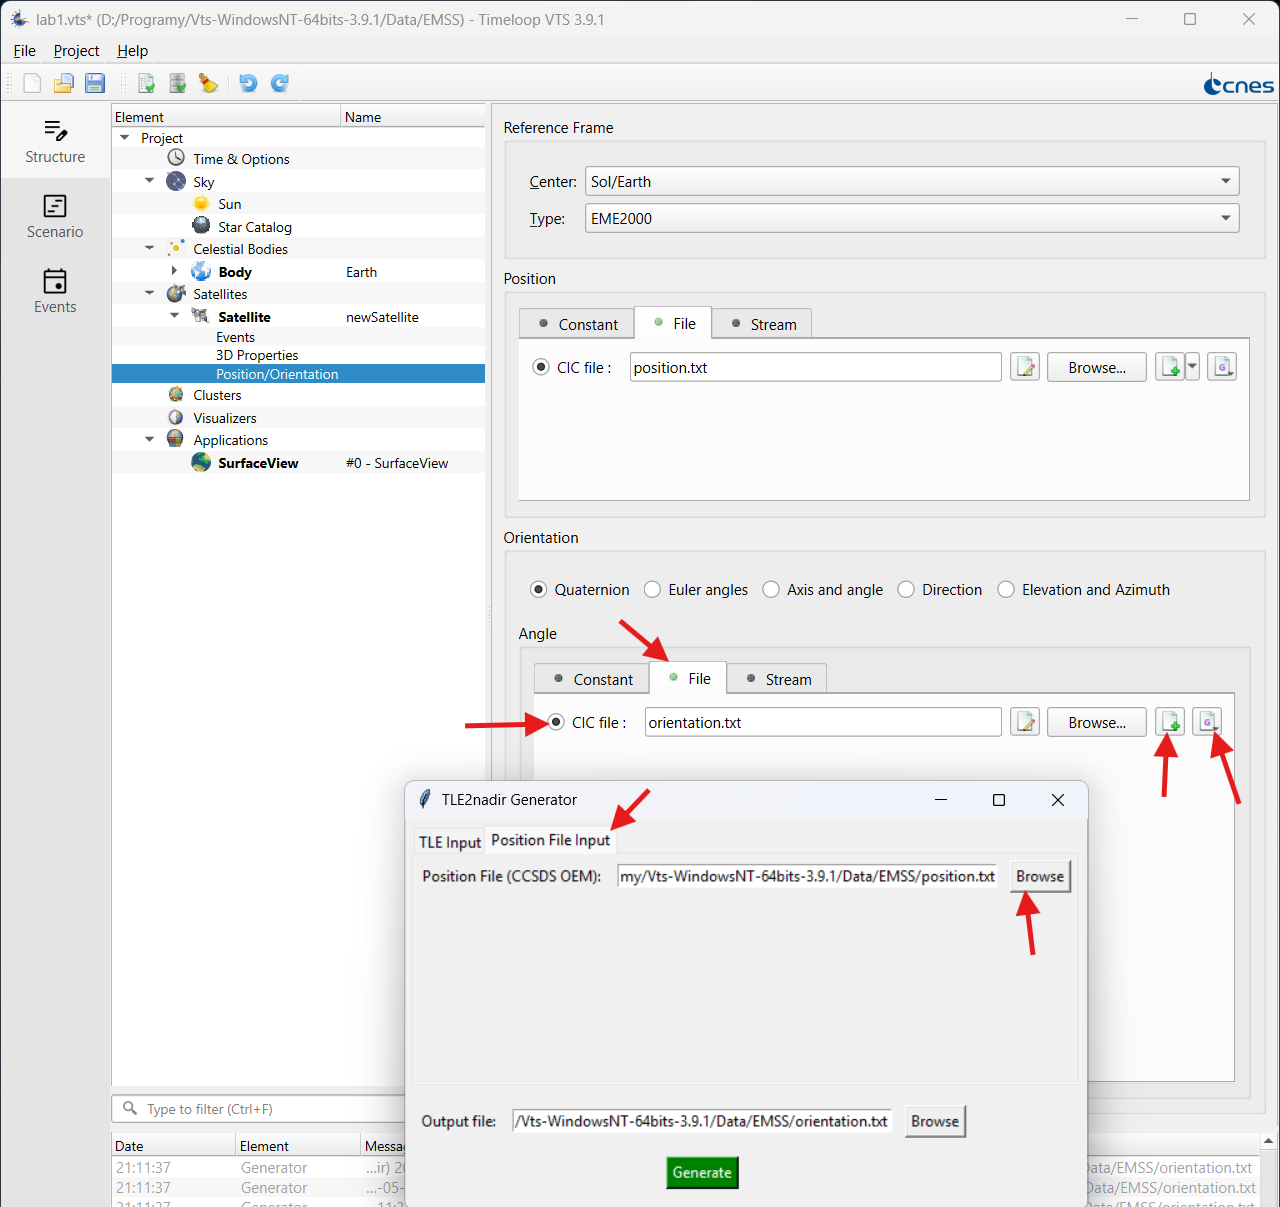 lab1.vts* (D:/Programy/Vts-WindowsNT-64bits-3.9.1/Data/EMSS) - Timeloop VTS 3.9.1
File Project Help
cnes
Structure
Scenario
Events
Element Name
Project
Time & Options
Sky
Sun
Star Catalog
Celestial Bodies
Body Earth
Satellites
Satellite newSatellite
Events
3D Properties
Position/Orientation
Clusters
Visualizers
Applications
SurfaceView #0 - SurfaceView
Reference Frame
Center: Sol/Earth
Type: EME2000
Position
Constant File Stream
CIC file : position.txt Browse... G
Orientation
Quaternion Euler angles Axis and angle Direction Elevation and Azimuth
Angle
Constant File Stream
CIC file : orientation.txt Browse... G
TLE2nadir Generator
TLE Input Position File Input
Position File (CCSDS OEM): my/Vts-WindowsNT-64bits-3.9.1/Data/EMSS/position.txt Browse
Output file: /Vts-WindowsNT-64bits-3.9.1/Data/EMSS/orientation.txt Browse
Generate
Type to filter (Ctrl+F)
Date Element Messa
21:11:37 Generator ...ir) 20 Data/EMSS/orientation.txt
21:11:37 Generator ...-05- Data/EMSS/orientation.txt
21:11:37 Generator